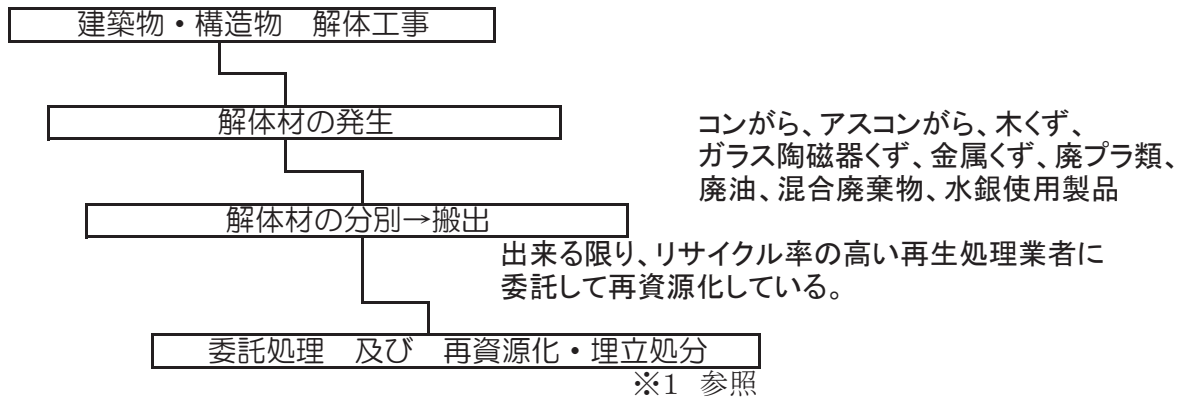 建築物・構造物　解体工事
解体材の発生
コンがら、アスコンがら、木くず、
ガラス陶磁器くず、金属くず、廃プラ類、
廃油、混合廃棄物、水銀使用製品
解体材の分別→搬出
出来る限り、リサイクル率の高い再生処理業者に
委託して再資源化している。
委託処理　及び　再資源化・埋立処分
※1　参照